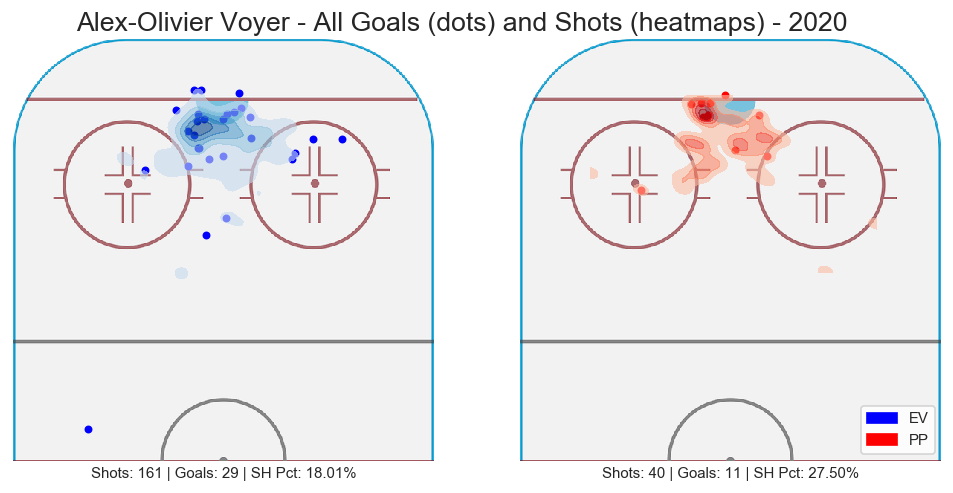 Alex-Olivier Voyer - All Goals (dots) and Shots (heatmaps) - 2020
EV
PP
Shots: 161 | Goals: 29 | SH Pct: 18.01%
Shots: 40 | Goals: 11 | SH Pct: 27.50%